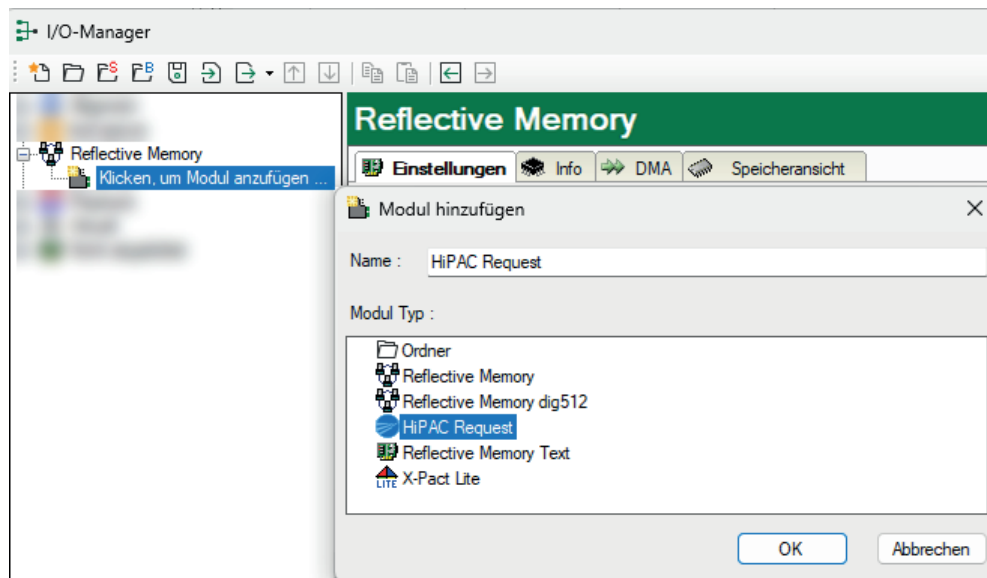 I/O-Manager
Reflective Memory
Reflective Memory
Klicken, um Modul anzufügen ...
Einstellungen
Info
DMA
Speicheransicht
Modul hinzufügen
Name :
HiPAC Request
Modul Typ :
Ordner
Reflective Memory
Reflective Memory dig512
HiPAC Request
Reflective Memory Text
LITE X-Pact Lite
OK
Abbrechen